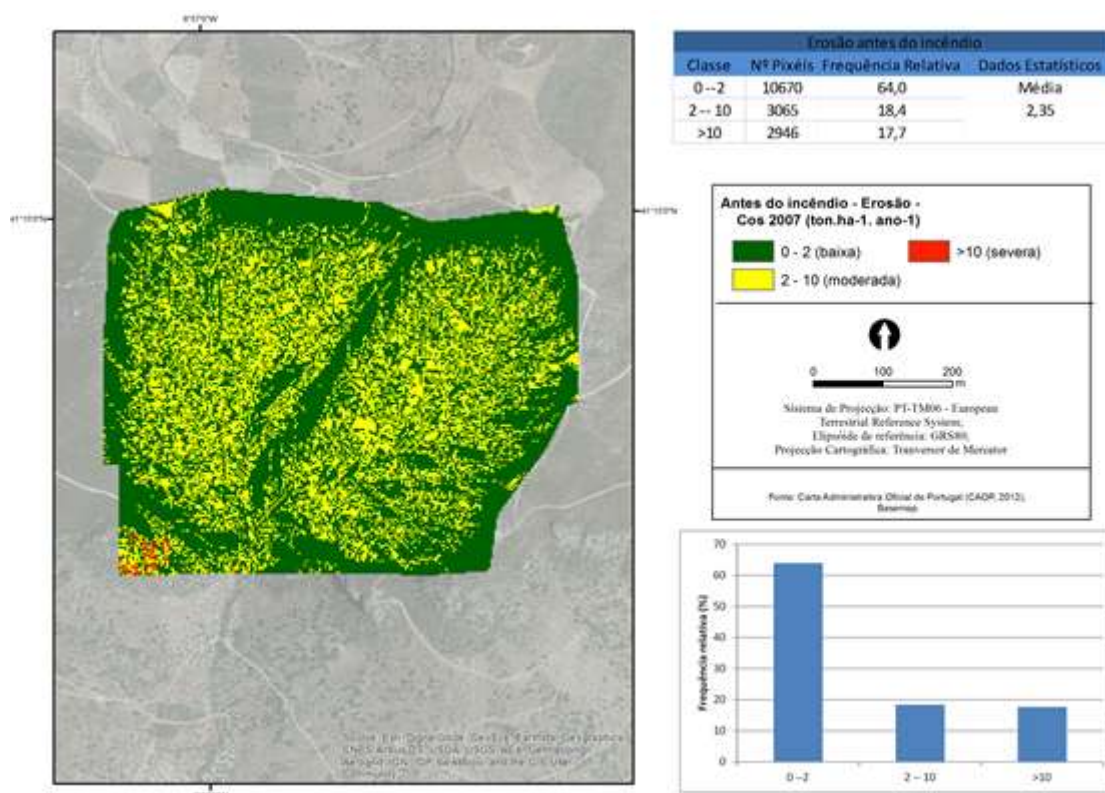 Erosão antes do incêndio
Classe Nº Pixéis Frequência Relativa Dados Estatísticos
0 --2 10670 64,0 Média
2 -- 10 3065 18,4 2,35
>10 2946 17,7
Antes do incêndio - Erosão -
Cos 2007 (ton.ha-1. ano-1)
0 - 2 (baixa) >10 (severa)
2 - 10 (moderada)
0 100 200
m
Sistema de Projecção: PT-TM06 - European
Terrestrial Reference System;
Elipsóide de referência: GRS80;
Projecção Cartográfica: Tranversor de Mercator
Fonte: Carta Administrativa Oficial de Portugal (CAOP, 2013),
Basemap
Frequência relativa (%)
70
60
50
40
30
20
10
0
0 --2 2 -- 10 >10